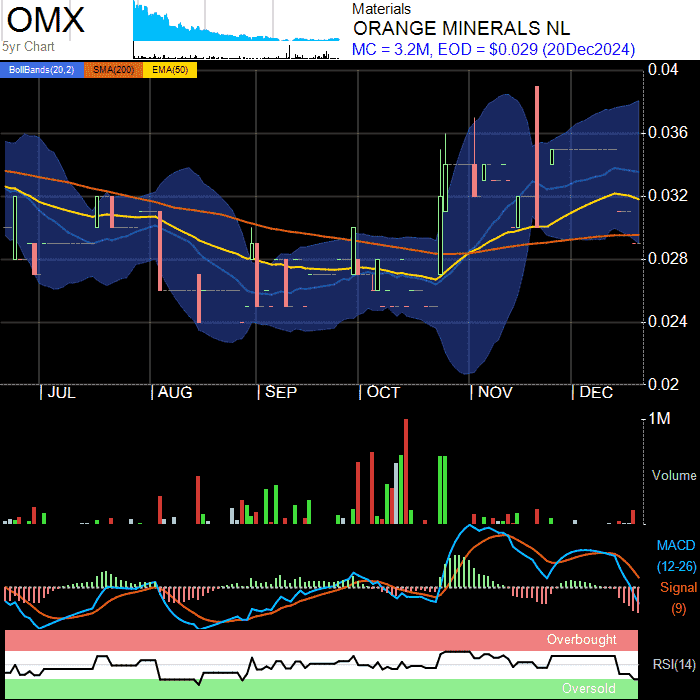 OMX
5yr Chart
Materials
ORANGE MINERALS NL
MC = 3.2M, EOD = $0.029 (20Dec2024)
BollBands(20,2) SMA(200) EMA(50)
0.04
0.036
0.032
0.028
0.024
0.02
JUL AUG SEP OCT NOV DEC
1M
Volume
MACD
(12-26)
Signal
(9)
Overbought
RSI(14)
Oversold